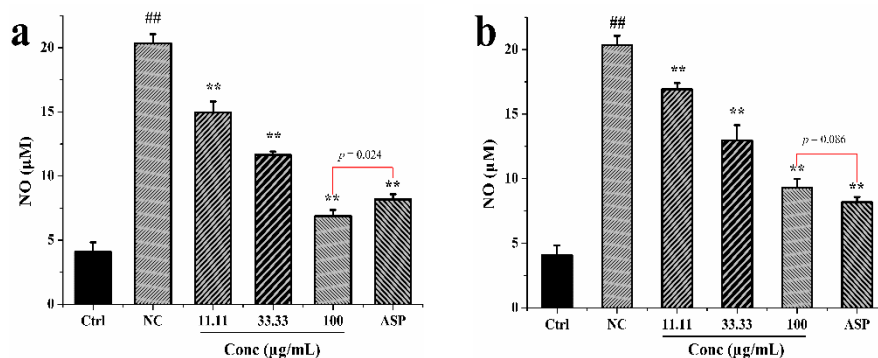 a
##
20
**
15
**
p = 0.024
10
**
**
5
0
NO (µM)
Ctrl NC 11.11 33.33 100 ASP
Conc (µg/mL)
b
##
20
**
15
**
p = 0.086
10
**
**
5
0
NO (µM)
Ctrl NC 11.11 33.33 100 ASP
Conc (µg/mL)